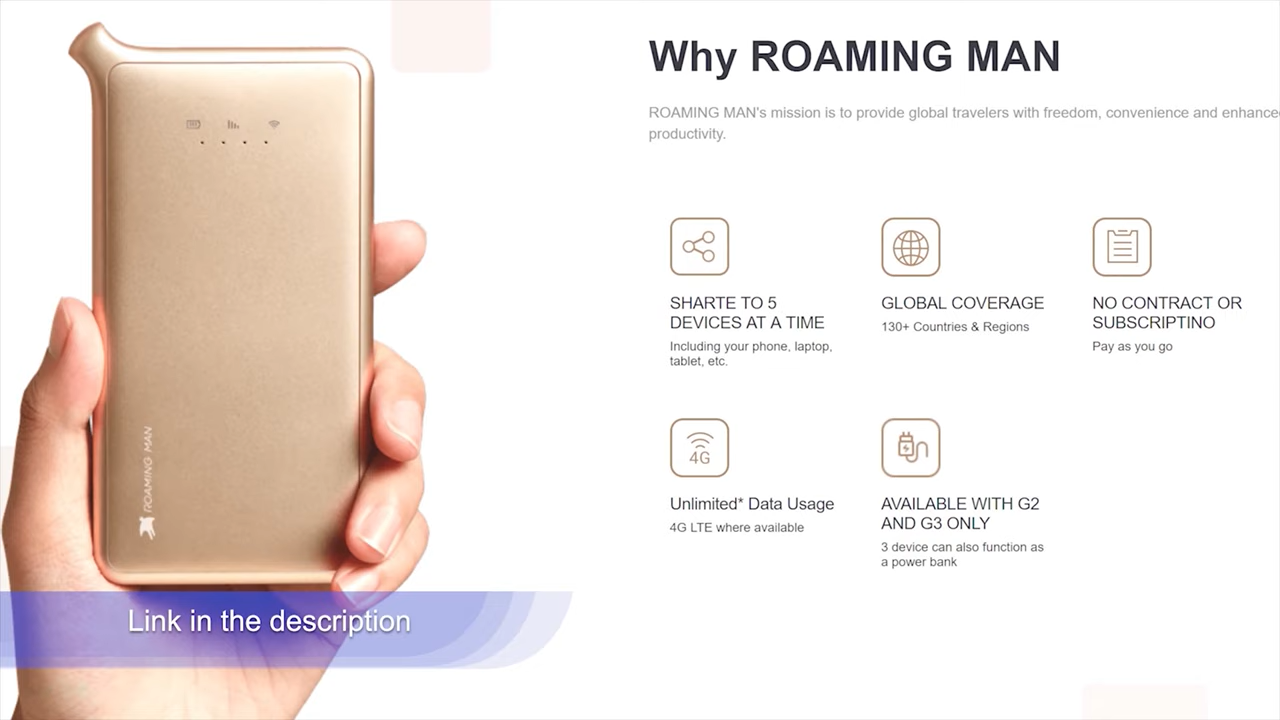 Why ROAMING MAN
ROAMING MAN's mission is to provide global travelers with freedom, convenience and enhance
productivity.
SHARTE TO 5
DEVICES AT A TIME
Including your phone, laptop,
tablet, etc.
GLOBAL COVERAGE
130+ Countries & Regions
NO CONTRACT OR
SUBSCRIPTINO
Pay as you go
4G
Unlimited* Data Usage
4G LTE where available
AVAILABLE WITH G2
AND G3 ONLY
3 device can also function as
a power bank
ROAMING MAN
Link in the description